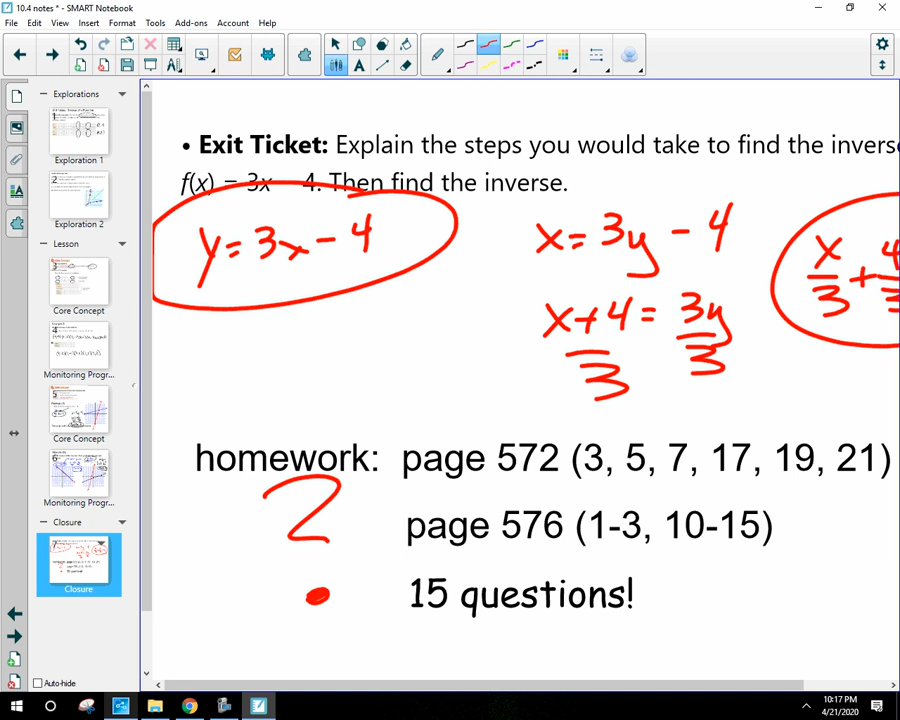 10.4 notes * - SMART Notebook
File Edit View Insert Format Tools Add-ons Account Help
Explorations
Exploration 1
Exploration 2
Lesson
Core Concept
Monitoring Progr...
Core Concept
Monitoring Progr...
Closure
Closure
Auto-hide
• Exit Ticket: Explain the steps you would take to find the invers
f(x) = 3x − 4. Then find the inverse.
y = 3x − 4
x = 3y − 4
x + 4 = 3y
3 3
x/3 + 4/3
homework: page 572 (3, 5, 7, 17, 19, 21)
page 576 (1-3, 10-15)
15 questions!
?
10:17 PM
4/21/2020